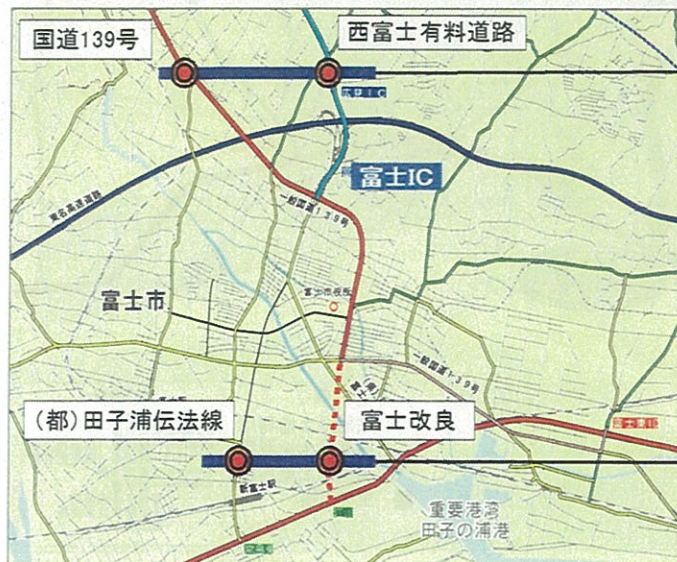 国道139号
西富士有料道路
富士IC
東名高速道路
一般国道139号
富士市役所
富士市
一般国道139号
(都)田子浦伝法線
富士改良
新富士駅
重要港湾
田子の浦港